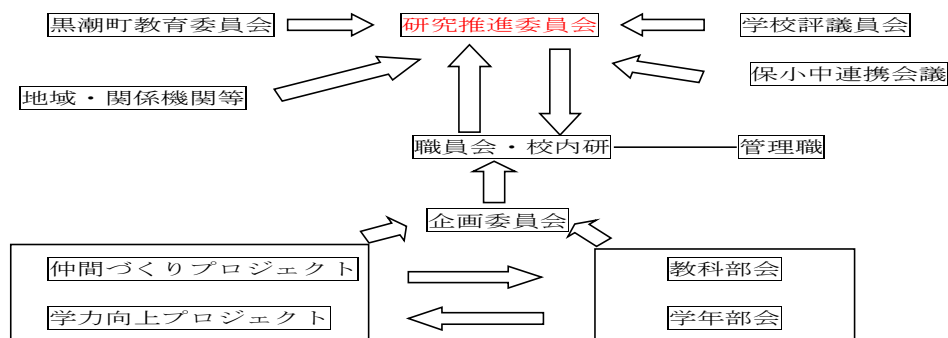 黒潮町教育委員会
研究推進委員会
学校評議員会
保小中連携会議
地域・関係機関等
職員会・校内研
管理職
企画委員会
仲間づくりプロジェクト
教科部会
学力向上プロジェクト
学年部会